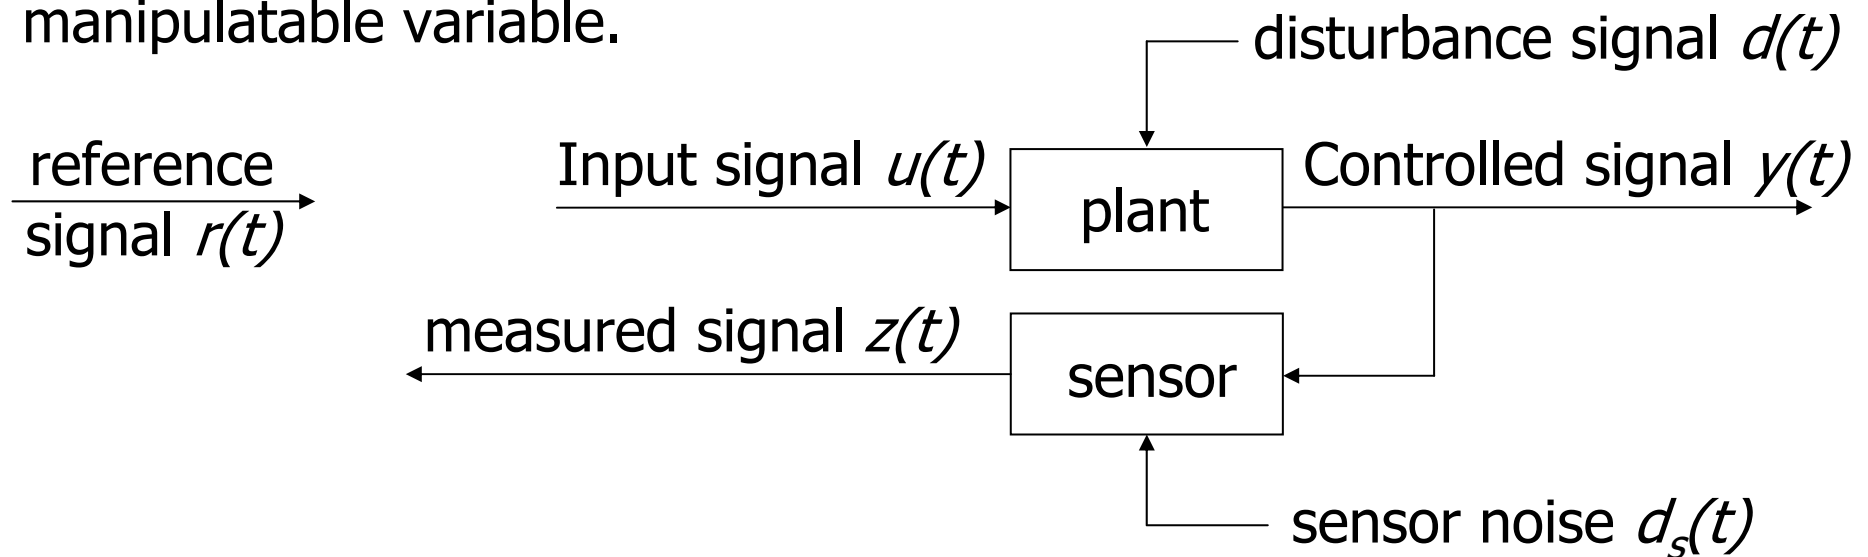 manipulatable variable.
disturbance signal d(t)
reference
signal r(t)
Input signal u(t)
plant
Controlled signal y(t)
measured signal z(t)
sensor
sensor noise dₛ(t)